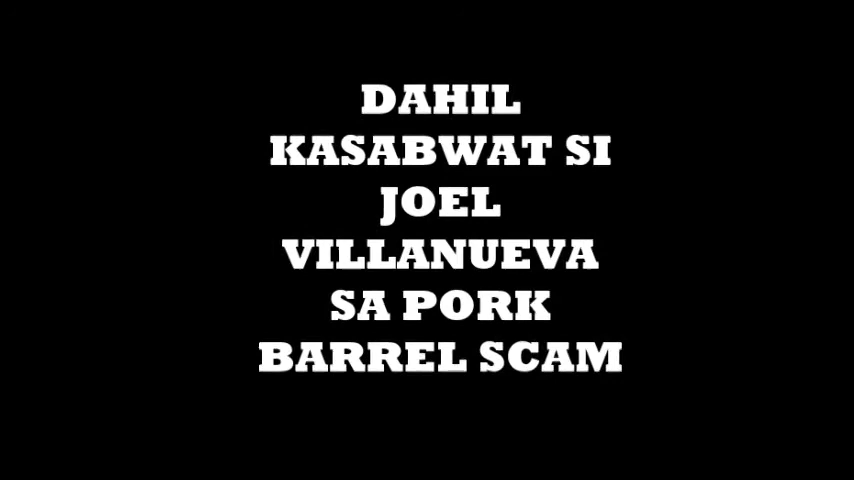 DAHIL
KASABWAT SI
JOEL
VILLANUEVA
SA PORK
BARREL SCAM